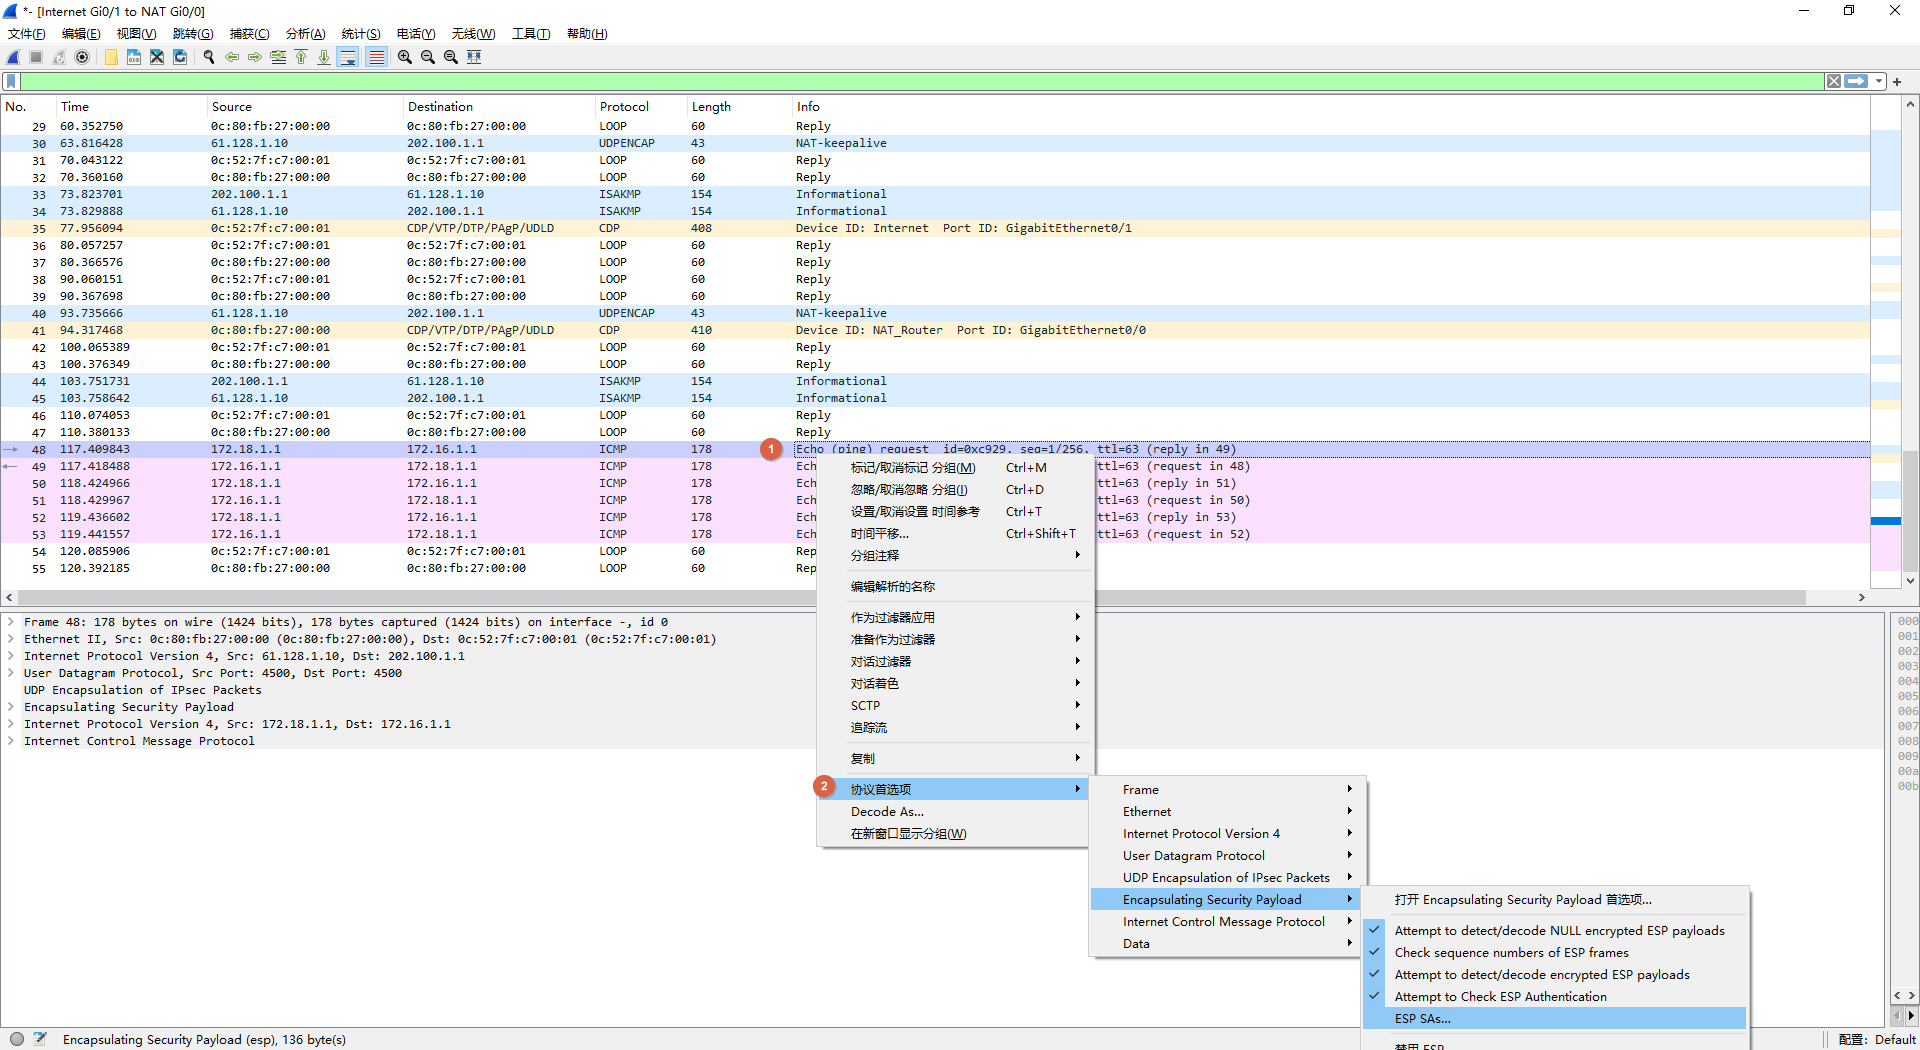 *- [Internet Gi0/1 to NAT Gi0/0]
文件(F) 编辑(E) 视图(V) 跳转(G) 捕获(C) 分析(A) 统计(S) 电话(Y) 无线(W) 工具(T) 帮助(H)
No. Time Source Destination Protocol Length Info
29 60.352750 0c:80:fb:27:00:00 0c:80:fb:27:00:00 LOOP 60 Reply
30 63.816428 61.128.1.10 202.100.1.1 UDPENCAP 43 NAT-keepalive
31 70.043122 0c:52:7f:c7:00:01 0c:52:7f:c7:00:01 LOOP 60 Reply
32 70.360160 0c:80:fb:27:00:00 0c:80:fb:27:00:00 LOOP 60 Reply
33 73.823701 202.100.1.1 61.128.1.10 ISAKMP 154 Informational
34 73.829888 61.128.1.10 202.100.1.1 ISAKMP 154 Informational
35 77.956094 0c:52:7f:c7:00:01 CDP/VTP/DTP/PAgP/UDLD CDP 408 Device ID: Internet Port ID: GigabitEthernet0/1
36 80.057257 0c:52:7f:c7:00:01 0c:52:7f:c7:00:01 LOOP 60 Reply
37 80.366576 0c:80:fb:27:00:00 0c:80:fb:27:00:00 LOOP 60 Reply
38 90.060151 0c:52:7f:c7:00:01 0c:52:7f:c7:00:01 LOOP 60 Reply
39 90.367698 0c:80:fb:27:00:00 0c:80:fb:27:00:00 LOOP 60 Reply
40 93.735666 61.128.1.10 202.100.1.1 UDPENCAP 43 NAT-keepalive
41 94.317468 0c:80:fb:27:00:00 CDP/VTP/DTP/PAgP/UDLD CDP 410 Device ID: NAT_Router Port ID: GigabitEthernet0/0
42 100.065389 0c:52:7f:c7:00:01 0c:52:7f:c7:00:01 LOOP 60 Reply
43 100.376349 0c:80:fb:27:00:00 0c:80:fb:27:00:00 LOOP 60 Reply
44 103.751731 202.100.1.1 61.128.1.10 ISAKMP 154 Informational
45 103.758642 61.128.1.10 202.100.1.1 ISAKMP 154 Informational
46 110.074053 0c:52:7f:c7:00:01 0c:52:7f:c7:00:01 LOOP 60 Reply
47 110.380133 0c:80:fb:27:00:00 0c:80:fb:27:00:00 LOOP 60 Reply
48 117.409843 172.18.1.1 172.16.1.1 ICMP 178 1 Echo (ping) request id=0xc929, seq=1/256, ttl=63 (reply in 49)
49 117.418488 172.16.1.1 172.18.1.1 ICMP 178 Ech ttl=63 (request in 48)
50 118.424966 172.18.1.1 172.16.1.1 ICMP 178 Ech ttl=63 (reply in 51)
51 118.429967 172.16.1.1 172.18.1.1 ICMP 178 Ech ttl=63 (request in 50)
52 119.436602 172.18.1.1 172.16.1.1 ICMP 178 Ech ttl=63 (reply in 53)
53 119.441557 172.16.1.1 172.18.1.1 ICMP 178 Ech ttl=63 (request in 52)
54 120.085906 0c:52:7f:c7:00:01 0c:52:7f:c7:00:01 LOOP 60 Rep
55 120.392185 0c:80:fb:27:00:00 0c:80:fb:27:00:00 LOOP 60 Rep
标记/取消标记 分组(M) Ctrl+M
忽略/取消忽略 分组(I) Ctrl+D
设置/取消设置 时间参考 Ctrl+T
时间平移... Ctrl+Shift+T
分组注释
编辑解析的名称
作为过滤器应用
准备作为过滤器
对话过滤器
对话着色
SCTP
追踪流
复制
2 协议首选项
Decode As...
在新窗口显示分组(W)
Frame
Ethernet
Internet Protocol Version 4
User Datagram Protocol
UDP Encapsulation of IPsec Packets
Encapsulating Security Payload
Internet Control Message Protocol
Data
打开 Encapsulating Security Payload 首选项...
Attempt to detect/decode NULL encrypted ESP payloads
Check sequence numbers of ESP frames
Attempt to detect/decode encrypted ESP payloads
Attempt to Check ESP Authentication
ESP SAs...
禁用 ESP
Frame 48: 178 bytes on wire (1424 bits), 178 bytes captured (1424 bits) on interface -, id 0
Ethernet II, Src: 0c:80:fb:27:00:00 (0c:80:fb:27:00:00), Dst: 0c:52:7f:c7:00:01 (0c:52:7f:c7:00:01)
Internet Protocol Version 4, Src: 61.128.1.10, Dst: 202.100.1.1
User Datagram Protocol, Src Port: 4500, Dst Port: 4500
UDP Encapsulation of IPsec Packets
Encapsulating Security Payload
Internet Protocol Version 4, Src: 172.18.1.1, Dst: 172.16.1.1
Internet Control Message Protocol
000
001
002
003
004
005
006
007
008
009
00a
00b
Encapsulating Security Payload (esp), 136 byte(s)
配置: Default